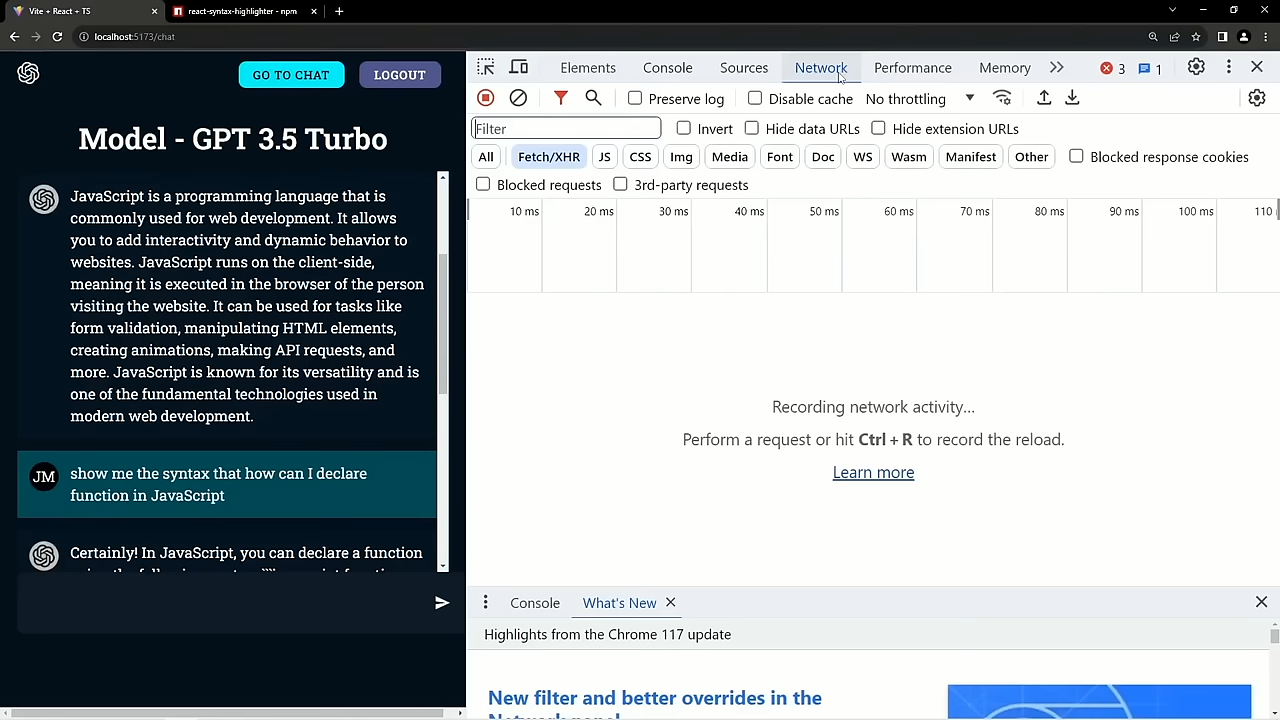 Vite + React + TS
react-syntax-highlighter - npm
localhost:5173/chat
GO TO CHAT
LOGOUT
Model - GPT 3.5 Turbo
JavaScript is a programming language that is
commonly used for web development. It allows
you to add interactivity and dynamic behavior to
websites. JavaScript runs on the client-side,
meaning it is executed in the browser of the person
visiting the website. It can be used for tasks like
form validation, manipulating HTML elements,
creating animations, making API requests, and
more. JavaScript is known for its versatility and is
one of the fundamental technologies used in
modern web development.
JM
show me the syntax that how can I declare
function in JavaScript
Certainly! In JavaScript, you can declare a function
Elements
Console
Sources
Network
Performance
Memory
3
1
Preserve log
Disable cache
No throttling
Filter
Invert
Hide data URLs
Hide extension URLs
All
Fetch/XHR
JS
CSS
Img
Media
Font
Doc
WS
Wasm
Manifest
Other
Blocked response cookies
Blocked requests
3rd-party requests
10 ms
20 ms
30 ms
40 ms
50 ms
60 ms
70 ms
80 ms
90 ms
100 ms
110
Recording network activity...
Perform a request or hit Ctrl + R to record the reload.
Learn more
Console
What's New
Highlights from the Chrome 117 update
New filter and better overrides in the
Network panel